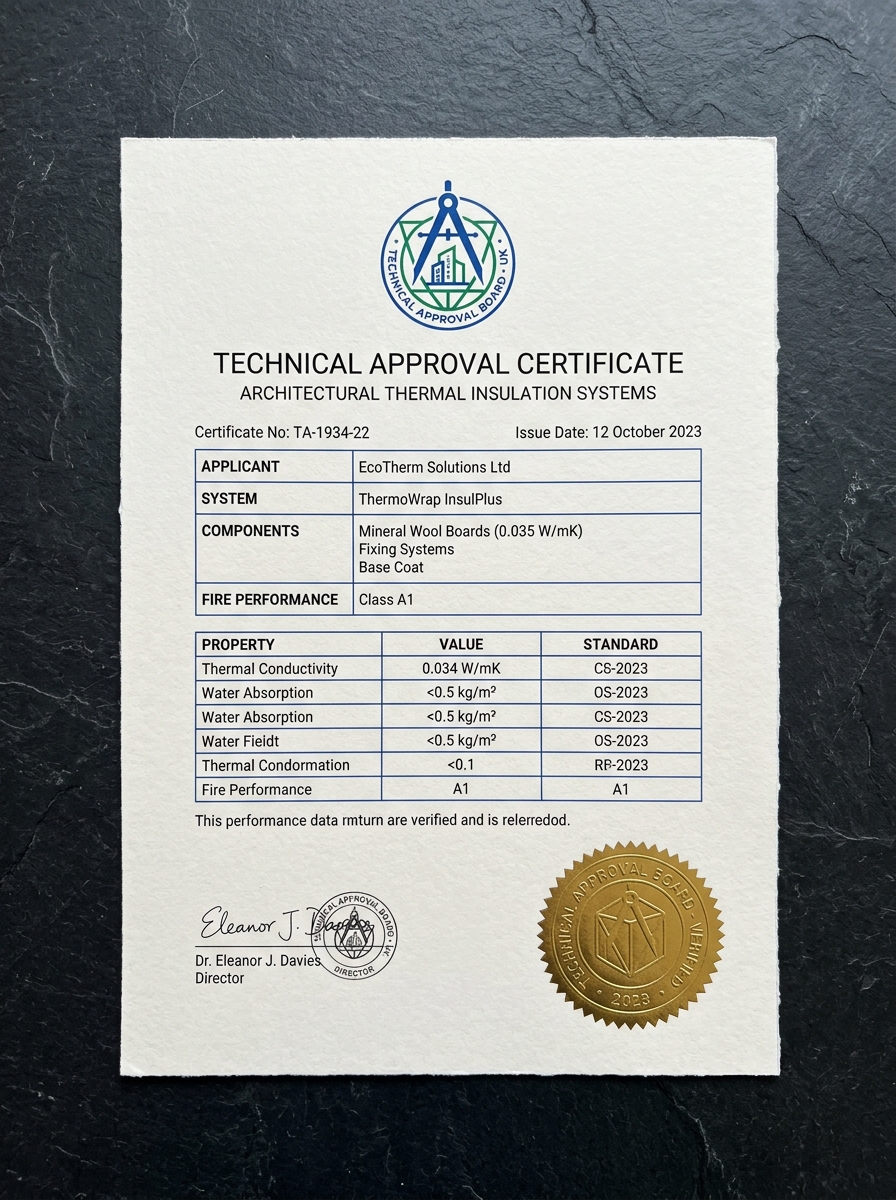 TECHNICAL APPROVAL BOARD · UK
TECHNICAL APPROVAL CERTIFICATE
ARCHITECTURAL THERMAL INSULATION SYSTEMS
Certificate No: TA-1934-22 Issue Date: 12 October 2023
APPLICANT EcoTherm Solutions Ltd
SYSTEM ThermoWrap InsulPlus
COMPONENTS Mineral Wool Boards (0.035 W/mK)
Fixing Systems
Base Coat
FIRE PERFORMANCE Class A1
PROPERTY VALUE STANDARD
Thermal Conductivity 0.034 W/mK CS-2023
Water Absorption <0.5 kg/m² OS-2023
Water Absorption <0.5 kg/m² CS-2023
Water Fieidt <0.5 kg/m² OS-2023
Thermal Condormation <0.1 RP-2023
Fire Performance A1 A1
This performance data rmturn are verified and is relerredod.
Eleanor J.
DIRECTOR
Dr. Eleanor J. Davies
Director
TECHNICAL APPROVAL BOARD - VERIFIED
· 2023 ·